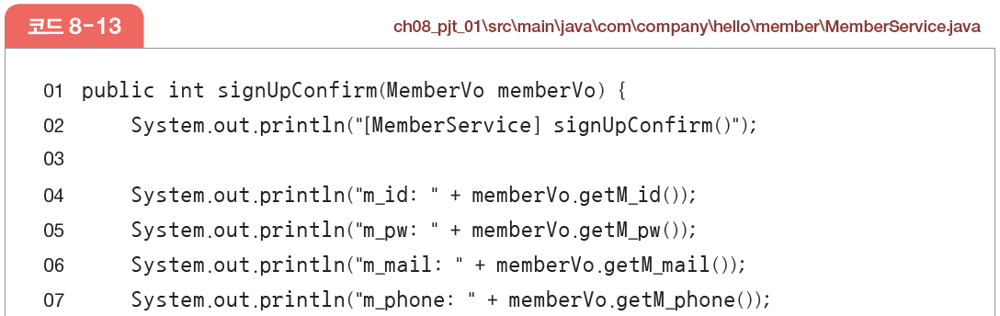 코드 8-13
ch08_pjt_01\src\main\java\com\company\hello\member\MemberService.java
01 public int signUpConfirm(MemberVo memberVo) {
02 System.out.println("[MemberService] signUpConfirm()");
03
04 System.out.println("m_id: " + memberVo.getM_id());
05 System.out.println("m_pw: " + memberVo.getM_pw());
06 System.out.println("m_mail: " + memberVo.getM_mail());
07 System.out.println("m_phone: " + memberVo.getM_phone());